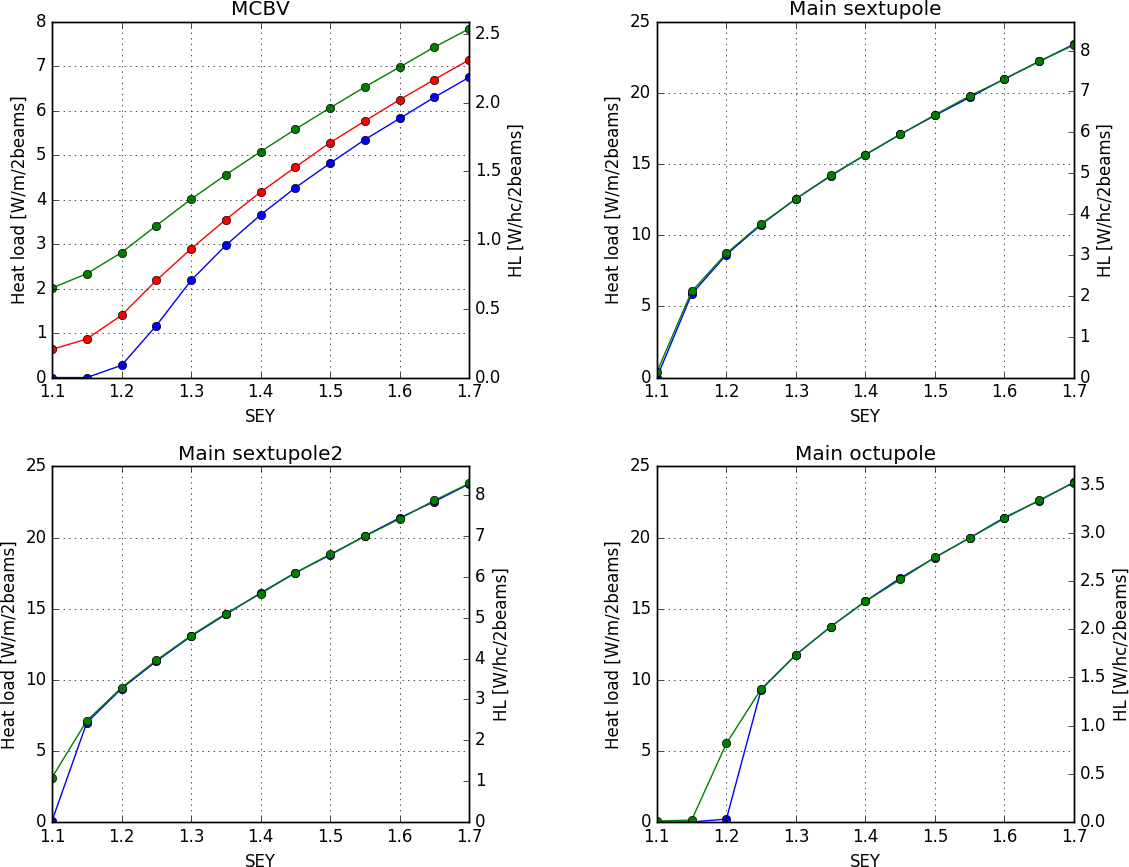 MCBV
8
7
6
5
4
3
2
1
0
Heat load [W/m/2beams]
2.5
2.0
1.5
1.0
0.5
0.0
HL [W/hc/2beams]
1.1 1.2 1.3 1.4 1.5 1.6 1.7
SEY
Main sextupole
25
20
15
10
5
0
Heat load [W/m/2beams]
8
7
6
5
4
3
2
1
0
HL [W/hc/2beams]
1.1 1.2 1.3 1.4 1.5 1.6 1.7
SEY
Main sextupole2
25
20
15
10
5
0
Heat load [W/m/2beams]
8
7
6
5
4
3
2
1
0
HL [W/hc/2beams]
1.1 1.2 1.3 1.4 1.5 1.6 1.7
SEY
Main octupole
25
20
15
10
5
0
Heat load [W/m/2beams]
3.5
3.0
2.5
2.0
1.5
1.0
0.5
0.0
HL [W/hc/2beams]
1.1 1.2 1.3 1.4 1.5 1.6 1.7
SEY